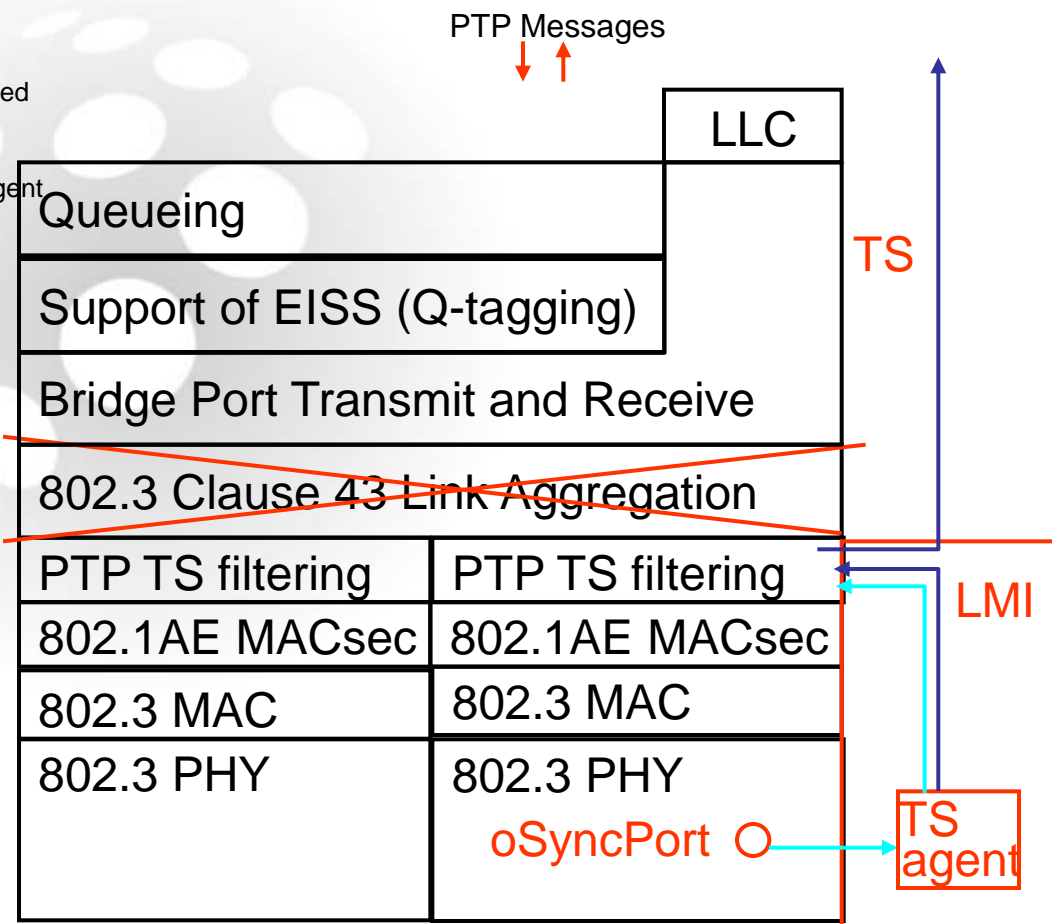 PTP Messages
ed
gent
LLC
Queueing
TS
Support of EISS (Q-tagging)
Bridge Port Transmit and Receive
802.3 Clause 43 Link Aggregation
PTP TS filtering
PTP TS filtering
LMI
802.1AE MACsec
802.1AE MACsec
802.3 MAC
802.3 MAC
802.3 PHY
802.3 PHY
oSyncPort
TS
agent